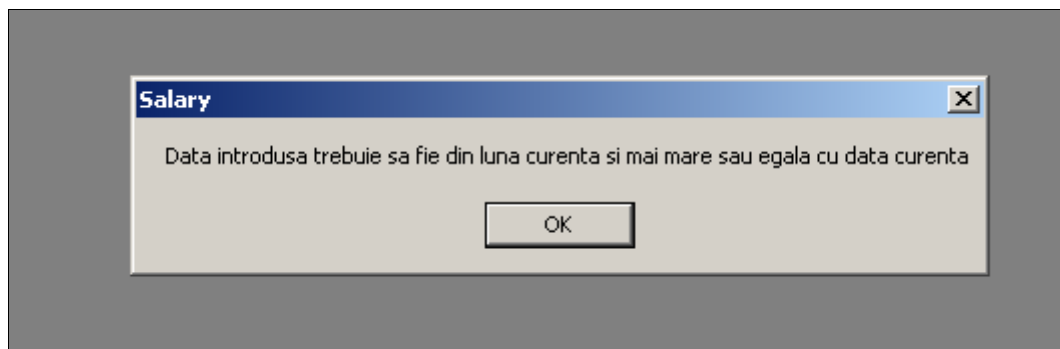 Salary
Data introdusa trebuie sa fie din luna curenta si mai mare sau egala cu data curenta
OK